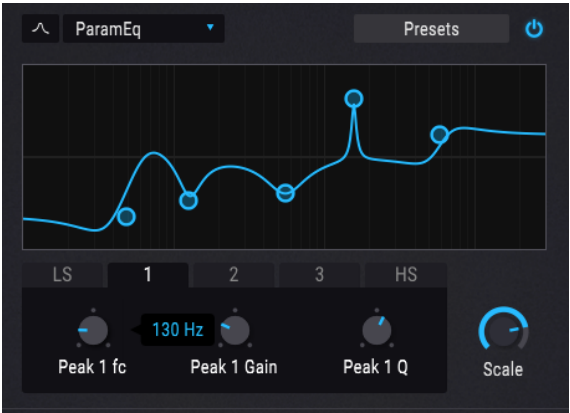 ParamEq
Presets
LS 1 2 3 HS
130 Hz
Peak 1 fc Peak 1 Gain Peak 1 Q Scale